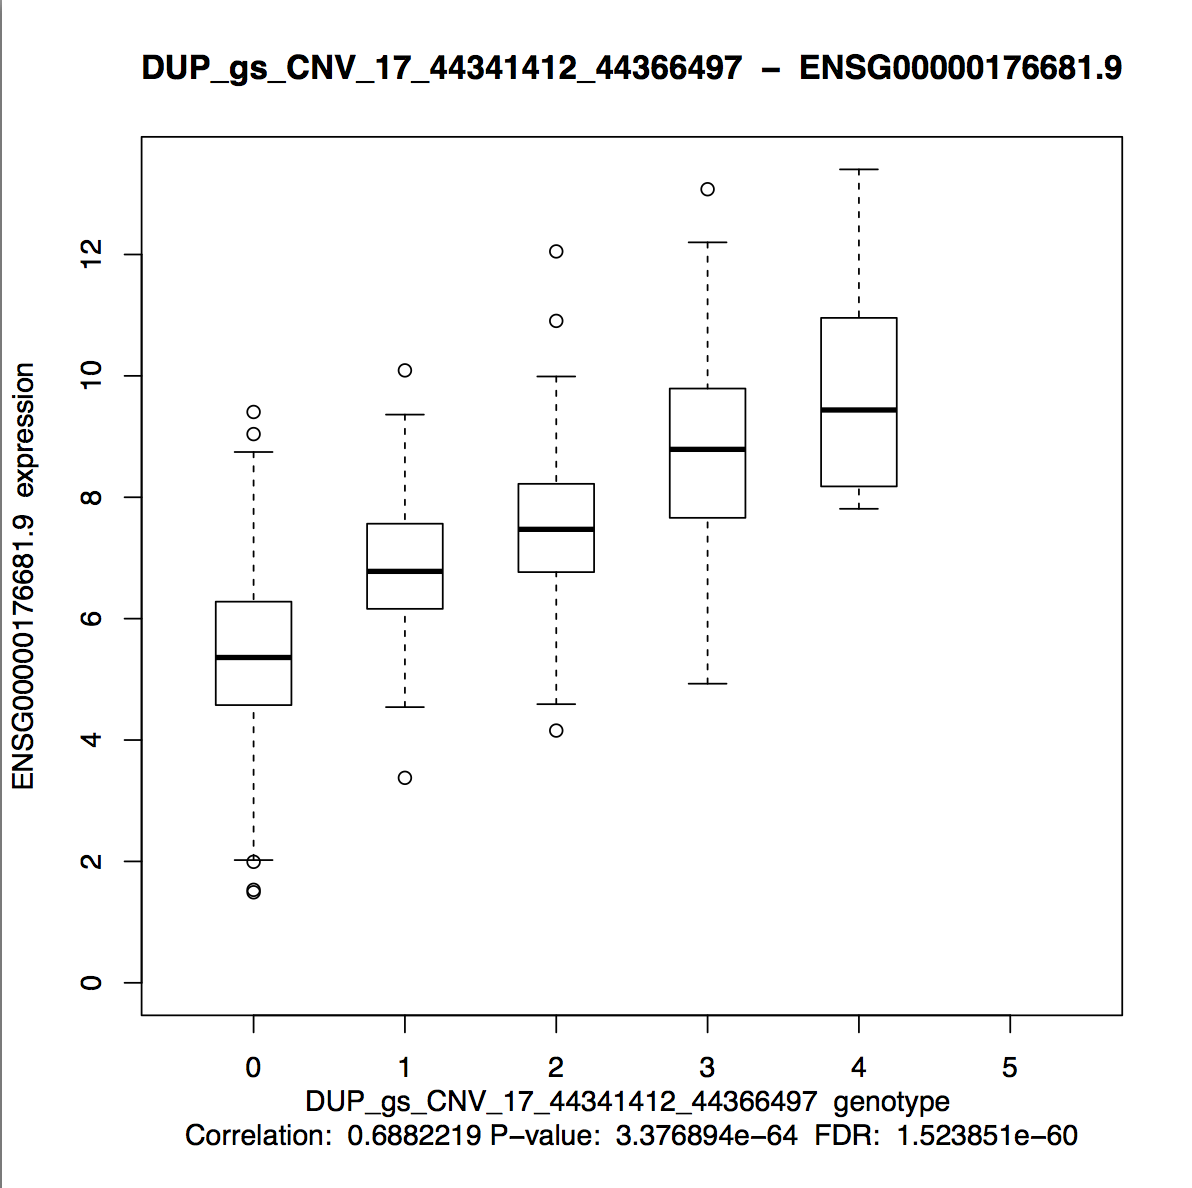 DUP_gs_CNV_17_44341412_44366497 – ENSG00000176681.9
ENSG00000176681.9 expression
12
10
8
6
4
2
0
0 1 2 3 4 5
DUP_gs_CNV_17_44341412_44366497 genotype
Correlation: 0.6882219 P−value: 3.376894e−64 FDR: 1.523851e−60